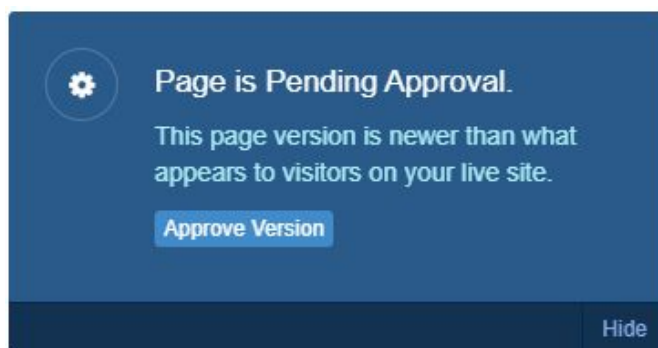 Page is Pending Approval.
This page version is newer than what
appears to visitors on your live site.
Approve Version
Hide